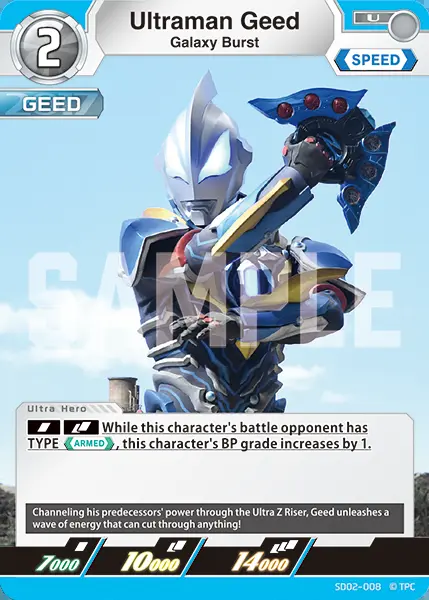 Ultraman Geed
Galaxy Burst
U
2
SPEED
GEED
SAMPLE
Ultra Hero
While this character's battle opponent has
TYPE ARMED, this character's BP grade increases by 1.
Channeling his predecessors' power through the Ultra Z Riser, Geed unleashes a
wave of energy that can cut through anything!
7000 10000 14000
SD02-008 © TPC